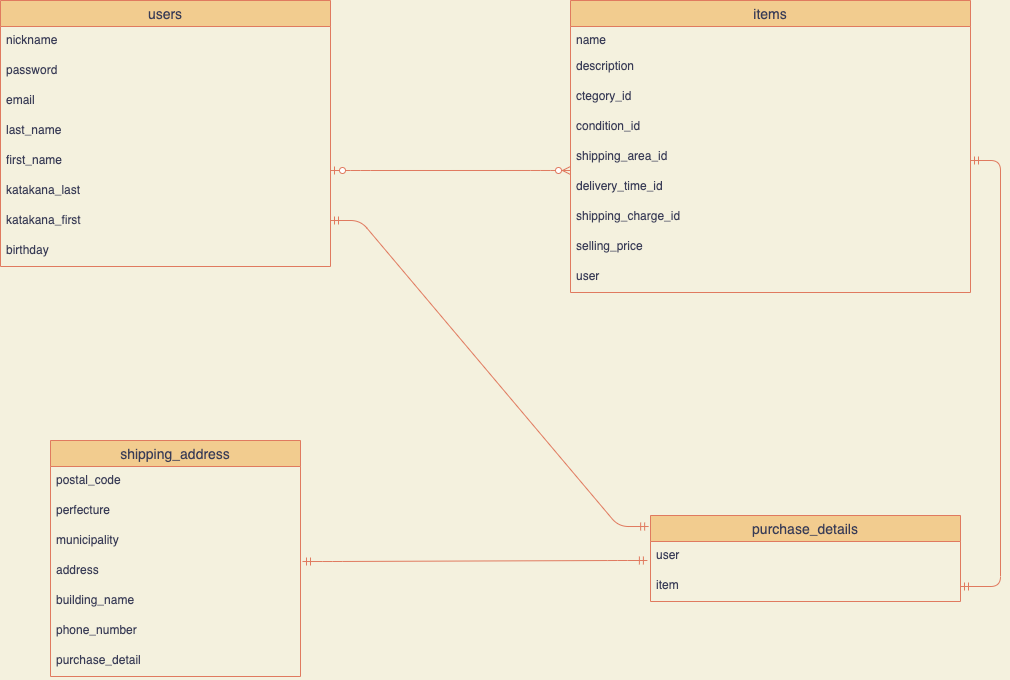 users
nickname
password
email
last_name
first_name
katakana_last
katakana_first
birthday
items
name
description
ctegory_id
condition_id
shipping_area_id
delivery_time_id
shipping_charge_id
selling_price
user
shipping_address
postal_code
perfecture
municipality
address
building_name
phone_number
purchase_detail
purchase_details
user
item